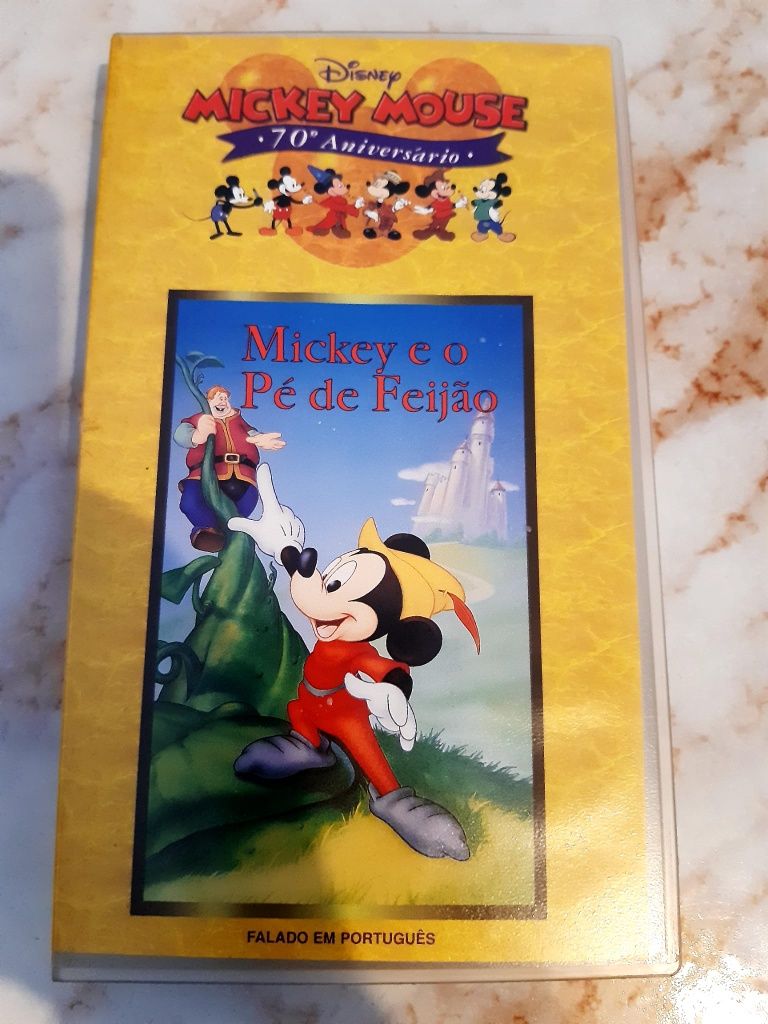 Disney
MICKEY MOUSE
· 70º Aniversário ·
Mickey e o
Pé de Feijão
FALADO EM PORTUGUÊS